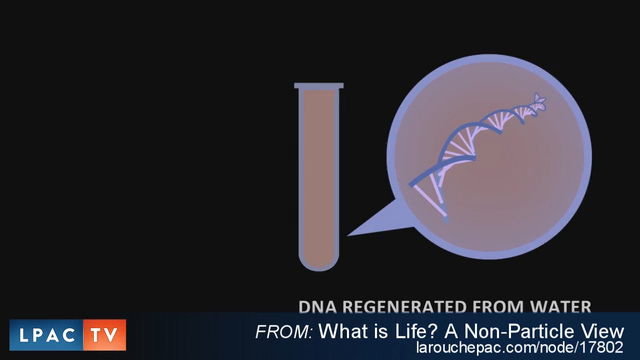 DNA REGENERATED FROM WATER
LPAC TV
FROM: What is Life? A Non-Particle View
larouchepac.com/node/17802